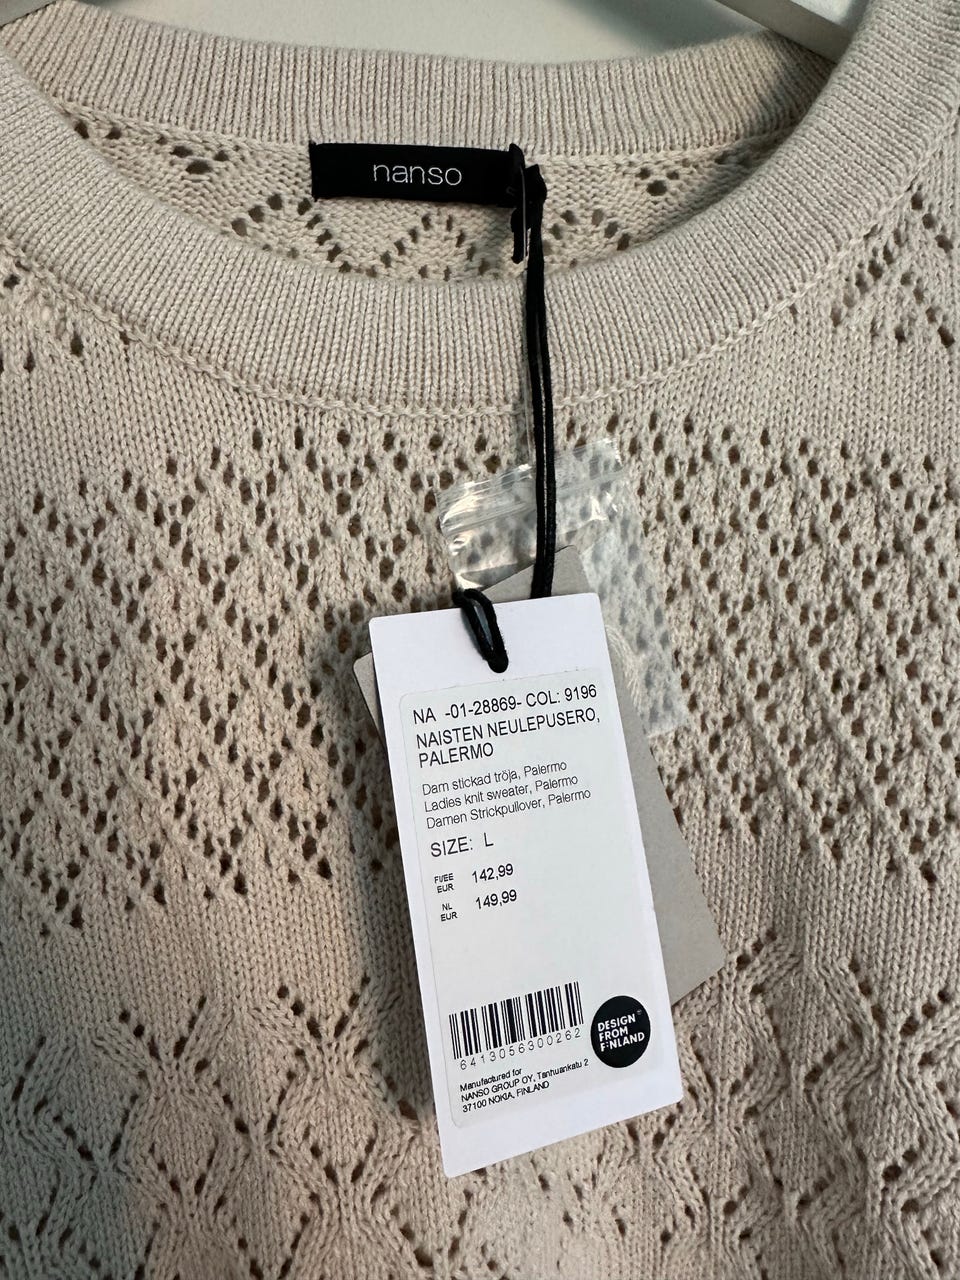 nanso
NA -01-28869- COL: 9196
NAISTEN NEULEPUSERO,
PALERMO
Dam stickad tröja, Palermo
Ladies knit sweater, Palermo
Damen Strickpullover, Palermo
SIZE: L
FI/EE
EUR 142,99
NL
EUR 149,99
6413056300262
DESIGN
FROM
FINLAND
Manufactured for
NANSO GROUP OY, Tanhuankatu 2
37100 NOKIA, FINLAND